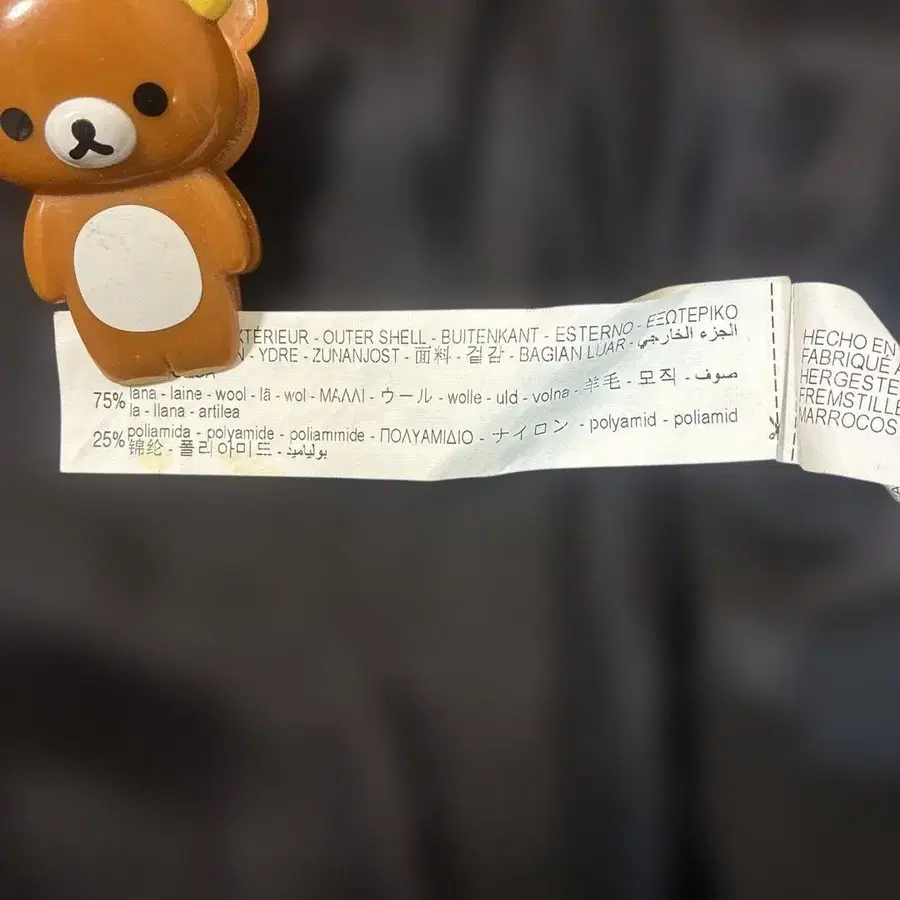 XTÉRIEUR - OUTER SHELL - BUITENKANT - ESTERNO - ΕΞΩΤΕΡΙΚΟ
YDRE - ZUNANJOST - 面料 - 겉감 - BAGIAN LUAR - الجزء الخارجي
75% lana - laine - wool - lã - wol - ΜΑΛΛΙ - ウール - wolle - uld - volna - 羊毛 - 모직 - صوف -
la - llana - artilea
25% poliamida - polyamide - poliammide - ΠΟΛΥΑΜΙΔΙΟ - ナイロン - polyamid - poliamid
锦纶 - 폴리아미드 - بولياميد
HECHO EN
FABRIQUÉ A
HERGESTE
FREMSTILLE
MARROCOS